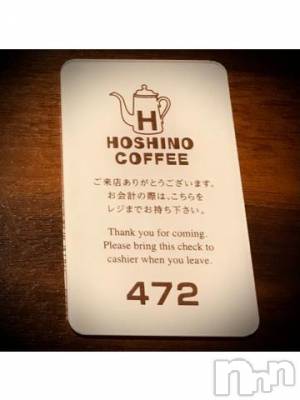 H
HOSHINO
COFFEE
ご来店ありがとうございます。
お会計の際は、こちらを
レジまでお持ち下さい。
Thank you for coming.
Please bring this check to
cashier when you leave.
472